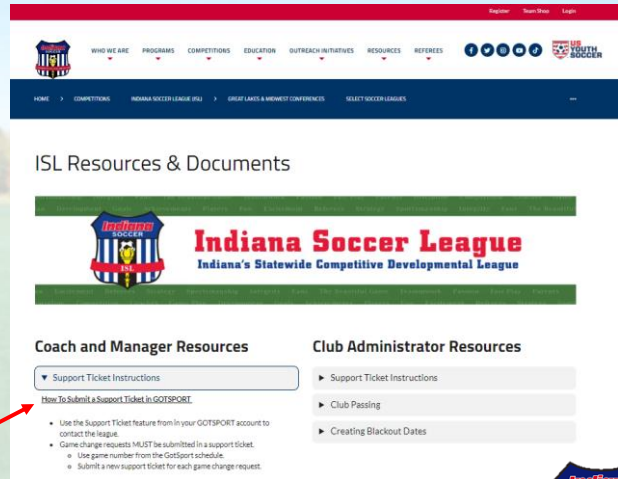 Register Team Shop Login
WHO WE ARE PROGRAMS COMPETITIONS EDUCATION OUTREACH INITIATIVES RESOURCES REFEREES
US YOUTH SOCCER
HOME > COMPETITIONS INDIANA SOCCER LEAGUE (ISL) > GREAT LAKES & MIDWEST CONFERENCES SELECT SOCCER LEAGUES ...
ISL Resources & Documents
Indiana
SOCCER
ISL
Indiana Soccer League
Indiana's Statewide Competitive Developmental League
Coach and Manager Resources
Club Administrator Resources
▼ Support Ticket Instructions
► Support Ticket Instructions
How To Submit a Support Ticket in GOTSPORT
► Club Passing
• Use the Support Ticket feature from in your GOTSPORT account to
contact the league.
► Creating Blackout Dates
• Game change requests MUST be submitted in a support ticket.
o Use game number from the GotSport schedule.
o Submit a new support ticket for each game change request.